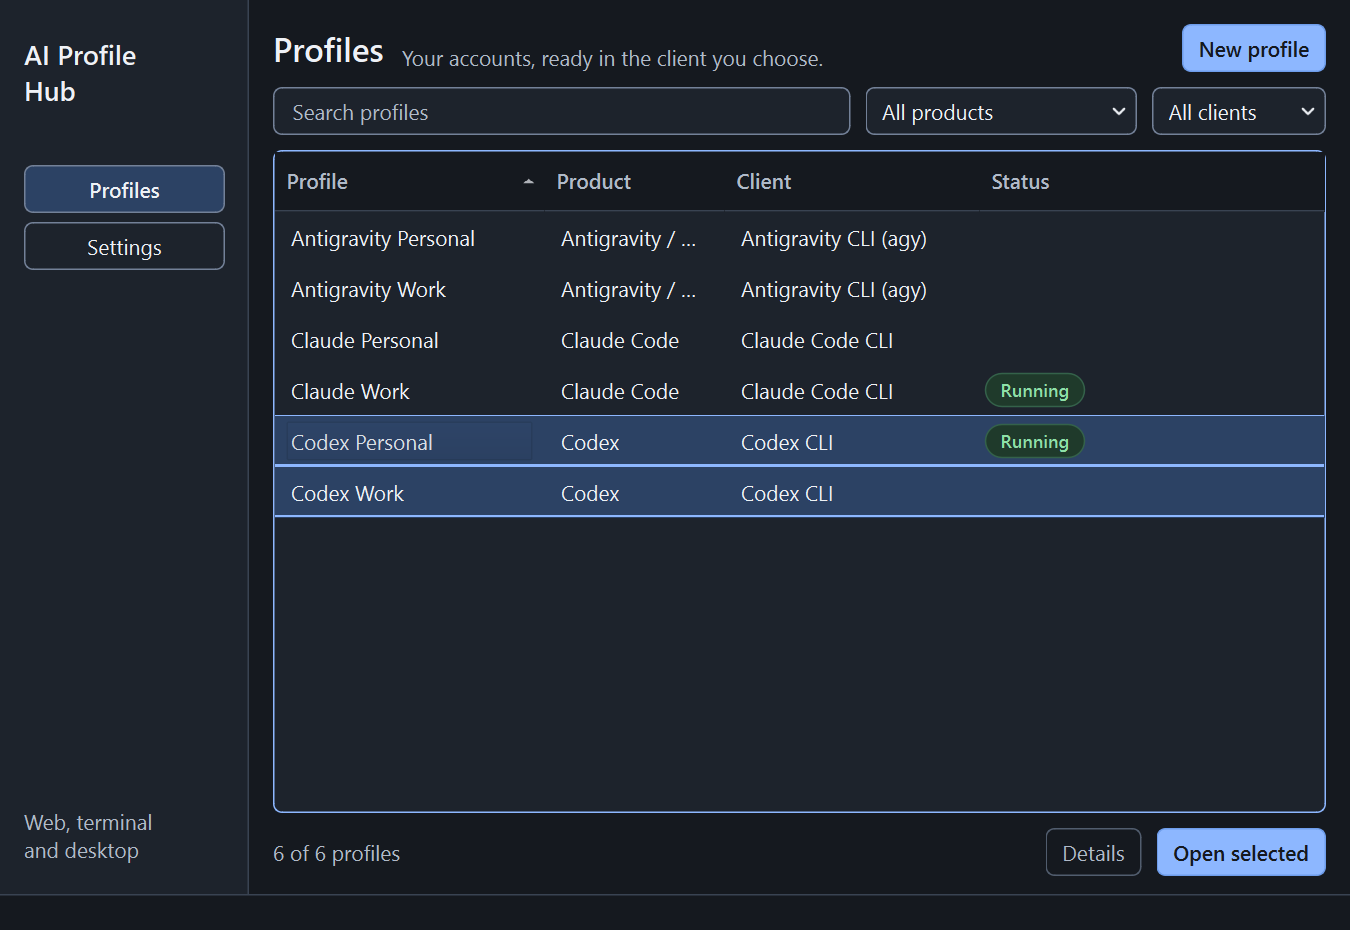 AI Profile
Hub
Profiles
Settings
Web, terminal
and desktop
Profiles Your accounts, ready in the client you choose.
New profile
Search profiles
All products
All clients
Profile Product Client Status
Antigravity Personal Antigravity / ... Antigravity CLI (agy)
Antigravity Work Antigravity / ... Antigravity CLI (agy)
Claude Personal Claude Code Claude Code CLI
Claude Work Claude Code Claude Code CLI Running
Codex Personal Codex Codex CLI Running
Codex Work Codex Codex CLI
6 of 6 profiles
Details
Open selected